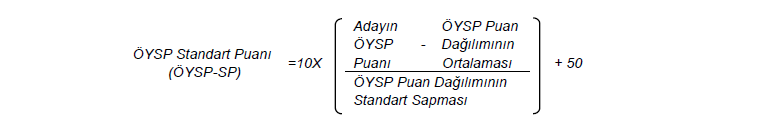 Adayın ÖYSP Puan
ÖYSP Standart Puanı ÖYSP - Dağılımının
(ÖYSP-SP) =10X Puanı Ortalaması + 50
ÖYSP Puan Dağılımının
Standart Sapması